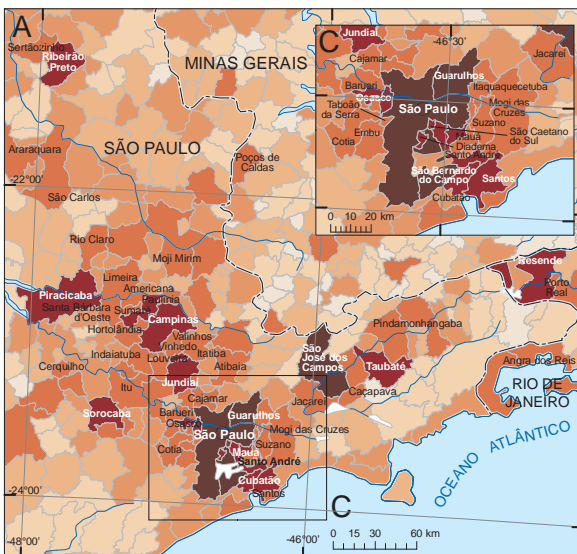 A
Sertãozinho
Ribeirão
Preto
MINAS GERAIS
SÃO PAULO
Araraquara
-22°00'
São Carlos
Poços de
Caldas
Rio Claro
Moji Mirim
Limeira
Americana
Piracicaba
Paulínia
Santa Bárbara
d'Oeste
Sumaré
Campinas
Hortolândia
Valinhos
Vinhedo
Indaiatuba
Louveira
Itatiba
Cerquilho
Jundiaí
Atibaia
Itu
Sorocaba
Cajamar
Barueri
Osasco
Guarulhos
São Paulo
Mogi das Cruzes
Cotia
Suzano
Mauá
Santo André
Cubatão
Santos
-24°00'
-48°00'
-46°00'
São
José dos
Campos
Jacareí
Caçapava
Taubaté
Pindamonhangaba
Resende
Porto
Real
Angra dos Reis
RIO DE
JANEIRO
OCEANO ATLÂNTICO
C
0 15 30 60 km
C
-46°30'
Jundiaí
Jacareí
Cajamar
Guarulhos
Barueri
Itaquaquecetuba
Osasco
São Paulo
Mogi das
Cruzes
Taboão
da Serra
Suzano
Embu
Mauá
São Caetano
do Sul
Cotia
Diadema
Santo André
São Bernardo
do Campo
Santos
Cubatão
0 10 20 km